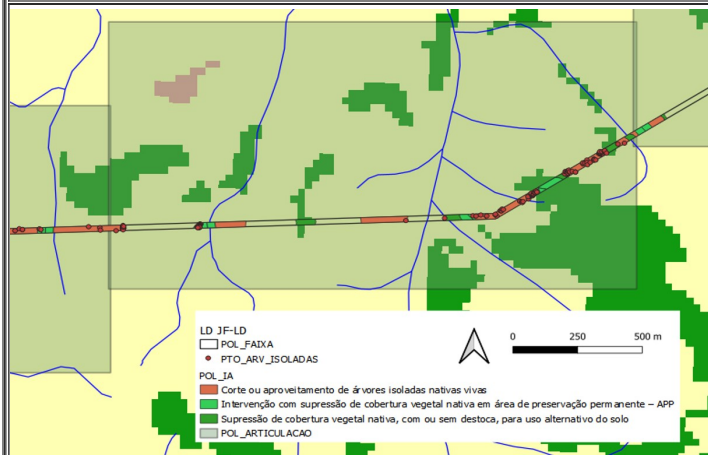 LD JF-LD
POL_FAIXA
PTO_ARV_ISOLADAS
POL_IA
Corte ou aproveitamento de árvores isoladas nativas vivas
Intervenção com supressão de cobertura vegetal nativa em área de preservação permanente – APP
Supressão de cobertura vegetal nativa, com ou sem destoca, para uso alternativo do solo
POL_ARTICULACAO
0 250 500 m